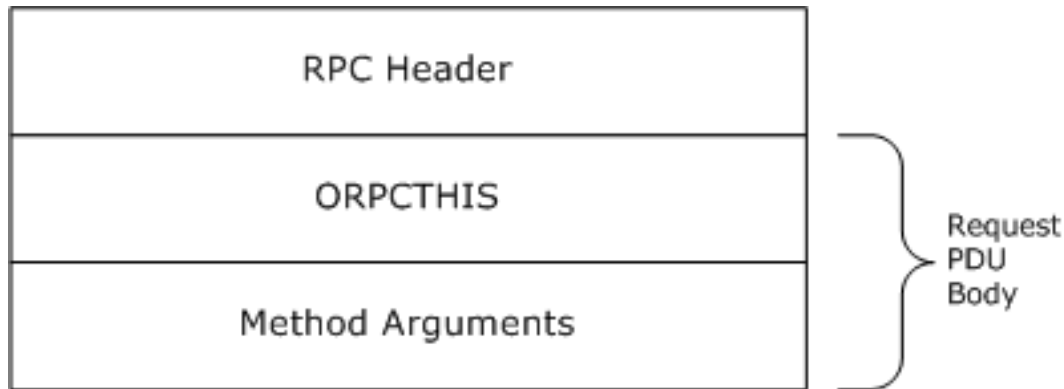 RPC Header
ORPCTHIS
Method Arguments
Request
PDU
Body